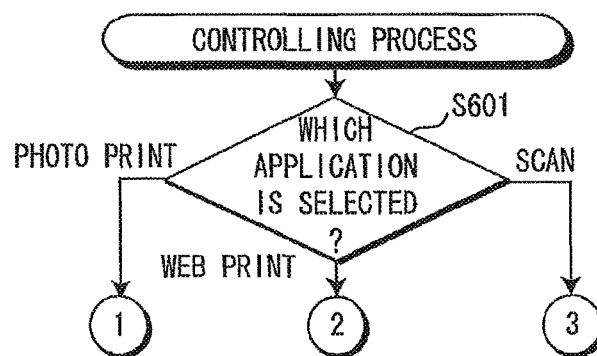 CONTROLLING PROCESS
S601
WHICH
APPLICATION
IS SELECTED
?
PHOTO PRINT
SCAN
WEB PRINT
1
2
3